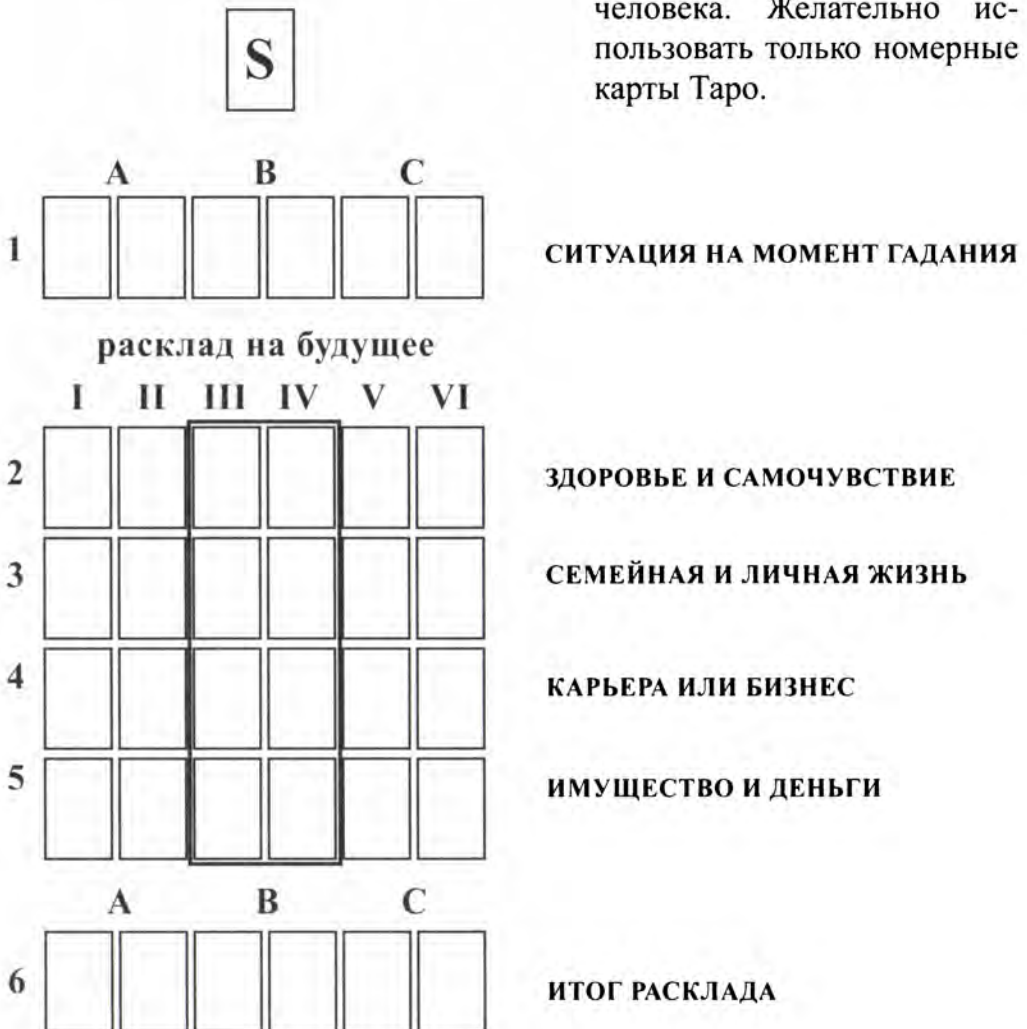 человека. Желательно ис-
пользовать только номерные
карты Таро.
S
A B C
1 СИТУАЦИЯ НА МОМЕНТ ГАДАНИЯ
расклад на будущее
I II III IV V VI
2 ЗДОРОВЬЕ И САМОЧУВСТВИЕ
3 СЕМЕЙНАЯ И ЛИЧНАЯ ЖИЗНЬ
4 КАРЬЕРА ИЛИ БИЗНЕС
5 ИМУЩЕСТВО И ДЕНЬГИ
A B C
6 ИТОГ РАСКЛАДА